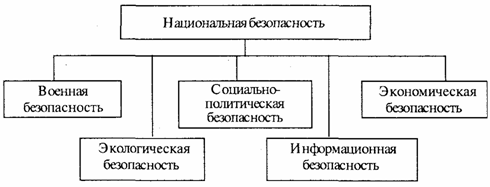 Национальная безопасность
Военная
безопасность
Социально-
политическая
безопасность
Экономическая
безопасность
Экологическая
безопасность
Информационная
безопасность